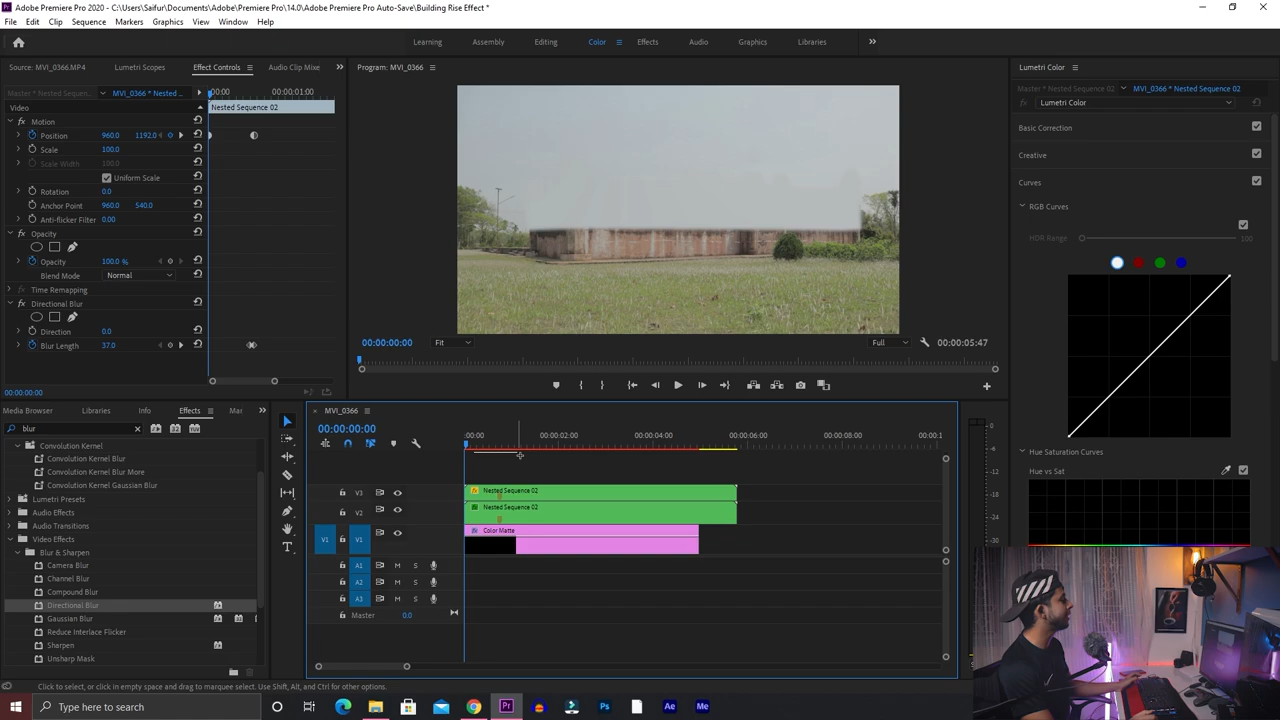 Adobe Premiere Pro 2020 - C:\Users\Saifur\Documents\Adobe\Premiere Pro\14.0\Adobe Premiere Pro Auto-Save\Building Rise Effect *
File Edit Clip Sequence Markers Graphics View Window Help
Learning Assembly Editing Color Effects Audio Graphics Libraries
Source: MVI_0366.MP4 Lumetri Scopes Effect Controls Audio Clip Mixe
Program: MVI_0366
Lumetri Color
Master * Nested Sequen... MVI_0366 * Nested ... :00:00 00:00:01:00
Video Nested Sequence 02
Motion
Position 960.0 1192.0
Scale 100.0
Scale Width 100.0
Uniform Scale
Rotation 0.0
Anchor Point 960.0 540.0
Anti-flicker Filter 0.00
Opacity
Opacity 100.0 %
Blend Mode Normal
Time Remapping
Directional Blur
Direction 0.0
Blur Length 37.0
00:00:00:00
00:00:00:00 Fit Full 00:00:05:47
Master * Nested Sequence 02 MVI_0366 * Nested Sequence 02
fx Lumetri Color
Basic Correction
Creative
Curves
RGB Curves
HDR Range 100
Hue Saturation Curves
Hue vs Sat
Media Browser Libraries Info Effects Mar
blur
Convolution Kernel
Convolution Kernel Blur
Convolution Kernel Blur More
Convolution Kernel Gaussian Blur
Lumetri Presets
Audio Effects
Audio Transitions
Video Effects
Blur & Sharpen
Camera Blur
Channel Blur
Compound Blur
Directional Blur
Gaussian Blur
Reduce Interlace Flicker
Sharpen
Unsharp Mask
MVI_0366
00:00:00:00
:00:00 00:00:02:00 00:00:04:00 00:00:06:00 00:00:08:00 00:00:1
V3 Nested Sequence 02
V2 Nested Sequence 02
V1 V1 Color Matte
A1 M S
A2 M S
A3 M S
Master 0.0
0
-6
-12
-18
-24
-30
Click to select, or click in empty space and drag to marquee select. Use Shift, Alt, and Ctrl for other options.
Type here to search
Pr Ps Ae Me